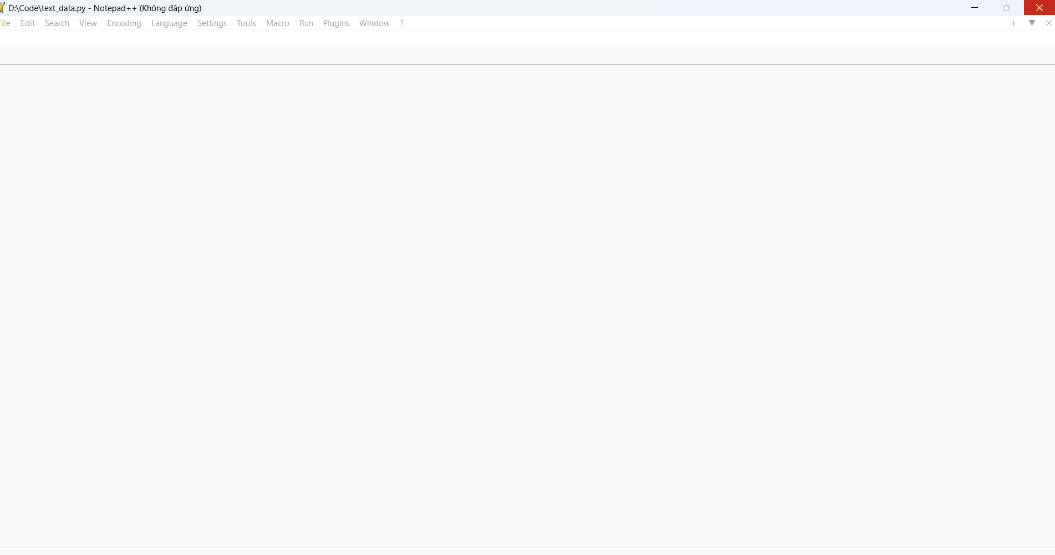 D:\Code\text_data.py - Notepad++ (Không đáp ứng)
File Edit Search View Encoding Language Settings Tools Macro Run Plugins Window ?